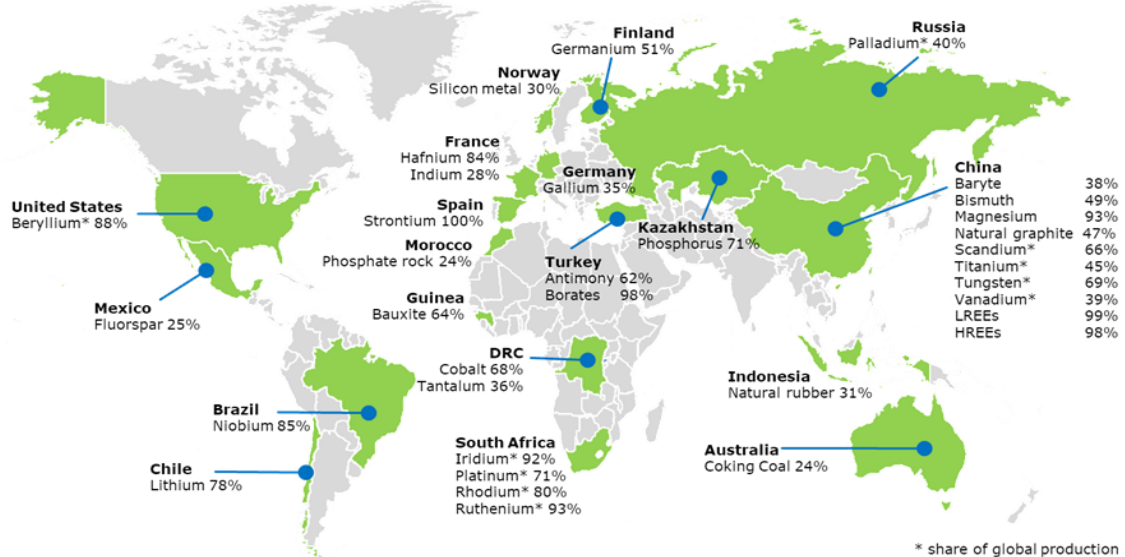 Finland
Germanium 51%
Russia
Palladium* 40%
Norway
Silicon metal 30%
France
Hafnium 84%
Indium 28%
Germany
Gallium 35%
China
Baryte 38%
Bismuth 49%
Magnesium 93%
Natural graphite 47%
Scandium* 66%
Titanium* 45%
Tungsten* 69%
Vanadium* 39%
LREEs 99%
HREEs 98%
United States
Beryllium* 88%
Spain
Strontium 100%
Kazakhstan
Phosphorus 71%
Morocco
Phosphate rock 24%
Turkey
Antimony 62%
Borates 98%
Mexico
Fluorspar 25%
Guinea
Bauxite 64%
DRC
Cobalt 68%
Tantalum 36%
Indonesia
Natural rubber 31%
Brazil
Niobium 85%
South Africa
Iridium* 92%
Platinum* 71%
Rhodium* 80%
Ruthenium* 93%
Australia
Coking Coal 24%
Chile
Lithium 78%
* share of global production